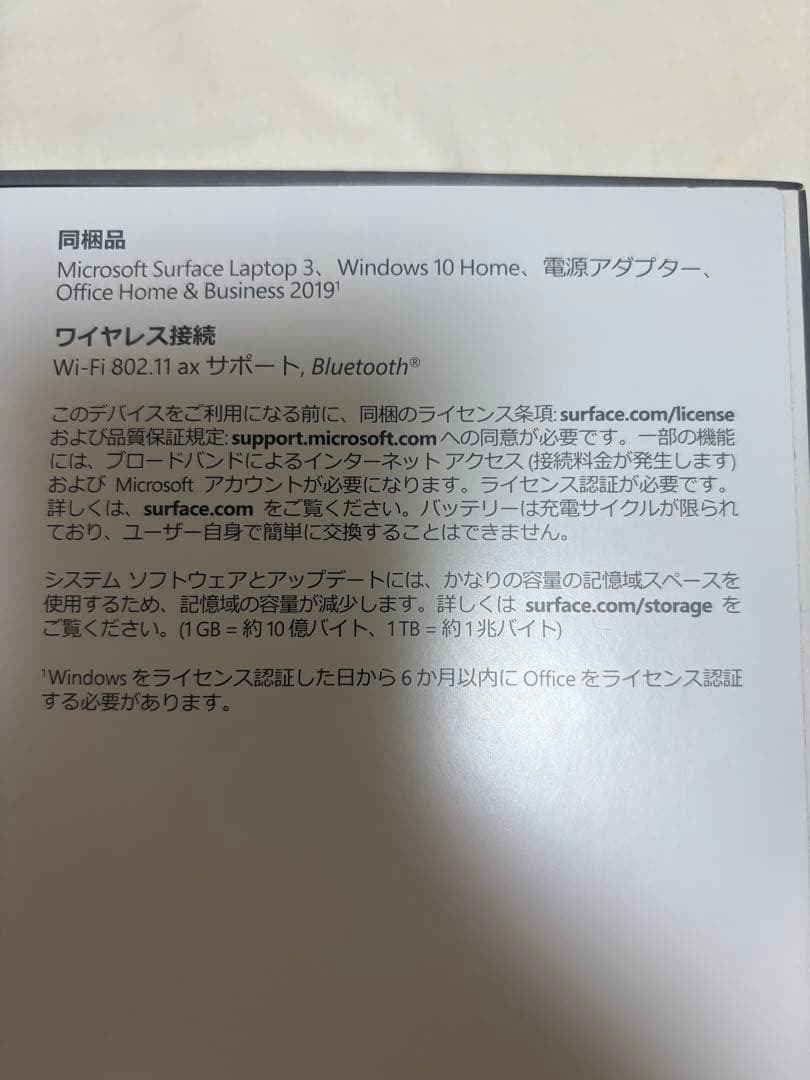 同梱品
Microsoft Surface Laptop 3、Windows 10 Home、電源アダプター、
Office Home & Business 2019¹
ワイヤレス接続
Wi-Fi 802.11 ax サポート, Bluetooth®
このデバイスをご利用になる前に、同梱のライセンス条項: surface.com/license
および品質保証規定: support.microsoft.com への同意が必要です。一部の機能
には、ブロードバンドによるインターネット アクセス (接続料金が発生します)
および Microsoft アカウントが必要になります。ライセンス認証が必要です。
詳しくは、surface.com をご覧ください。バッテリーは充電サイクルが限られ
ており、ユーザー自身で簡単に交換することはできません。
システム ソフトウェアとアップデートには、かなりの容量の記憶域スペースを
使用するため、記憶域の容量が減少します。詳しくは surface.com/storage を
ご覧ください。(1 GB = 約 10 億バイト、1 TB = 約 1 兆バイト)
¹Windows をライセンス認証した日から 6 か月以内に Office をライセンス認証
する必要があります。